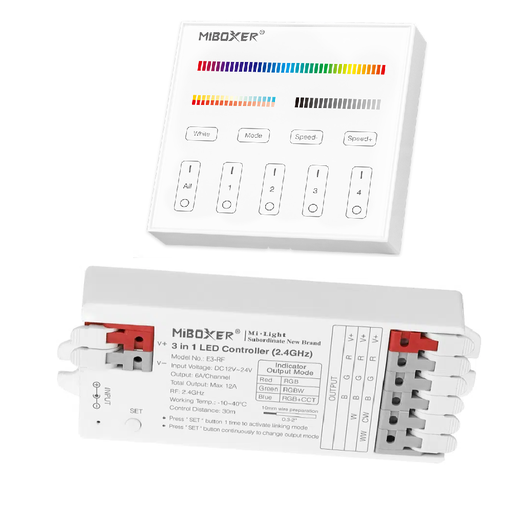 MIBOXER®
White
Mode
Speed-
Speed+
All
1
2
3
4
MIBOXER® Mi·Light
Subordinate New Brand
3 in 1 LED Controller (2.4GHz)
Model No.: E3-RF
Input Voltage: DC12V~24V
Output: 6A/Channel
Total Output: Max 12A
RF: 2.4GHz
Working Temp.: -10~40°C
Control Distance: 30m
• Press " SET " button 1 time to activate linking mode
• Press " SET " button continuously to change output mode
Indicator
Output Mode
Red RGB
Green RGBW
Blue RGB+CCT
10mm wire preparation
V+
V−
INPUT
SET
OUTPUT
V+ V+ V+
R R R
G G G
B B B
W CW
WW